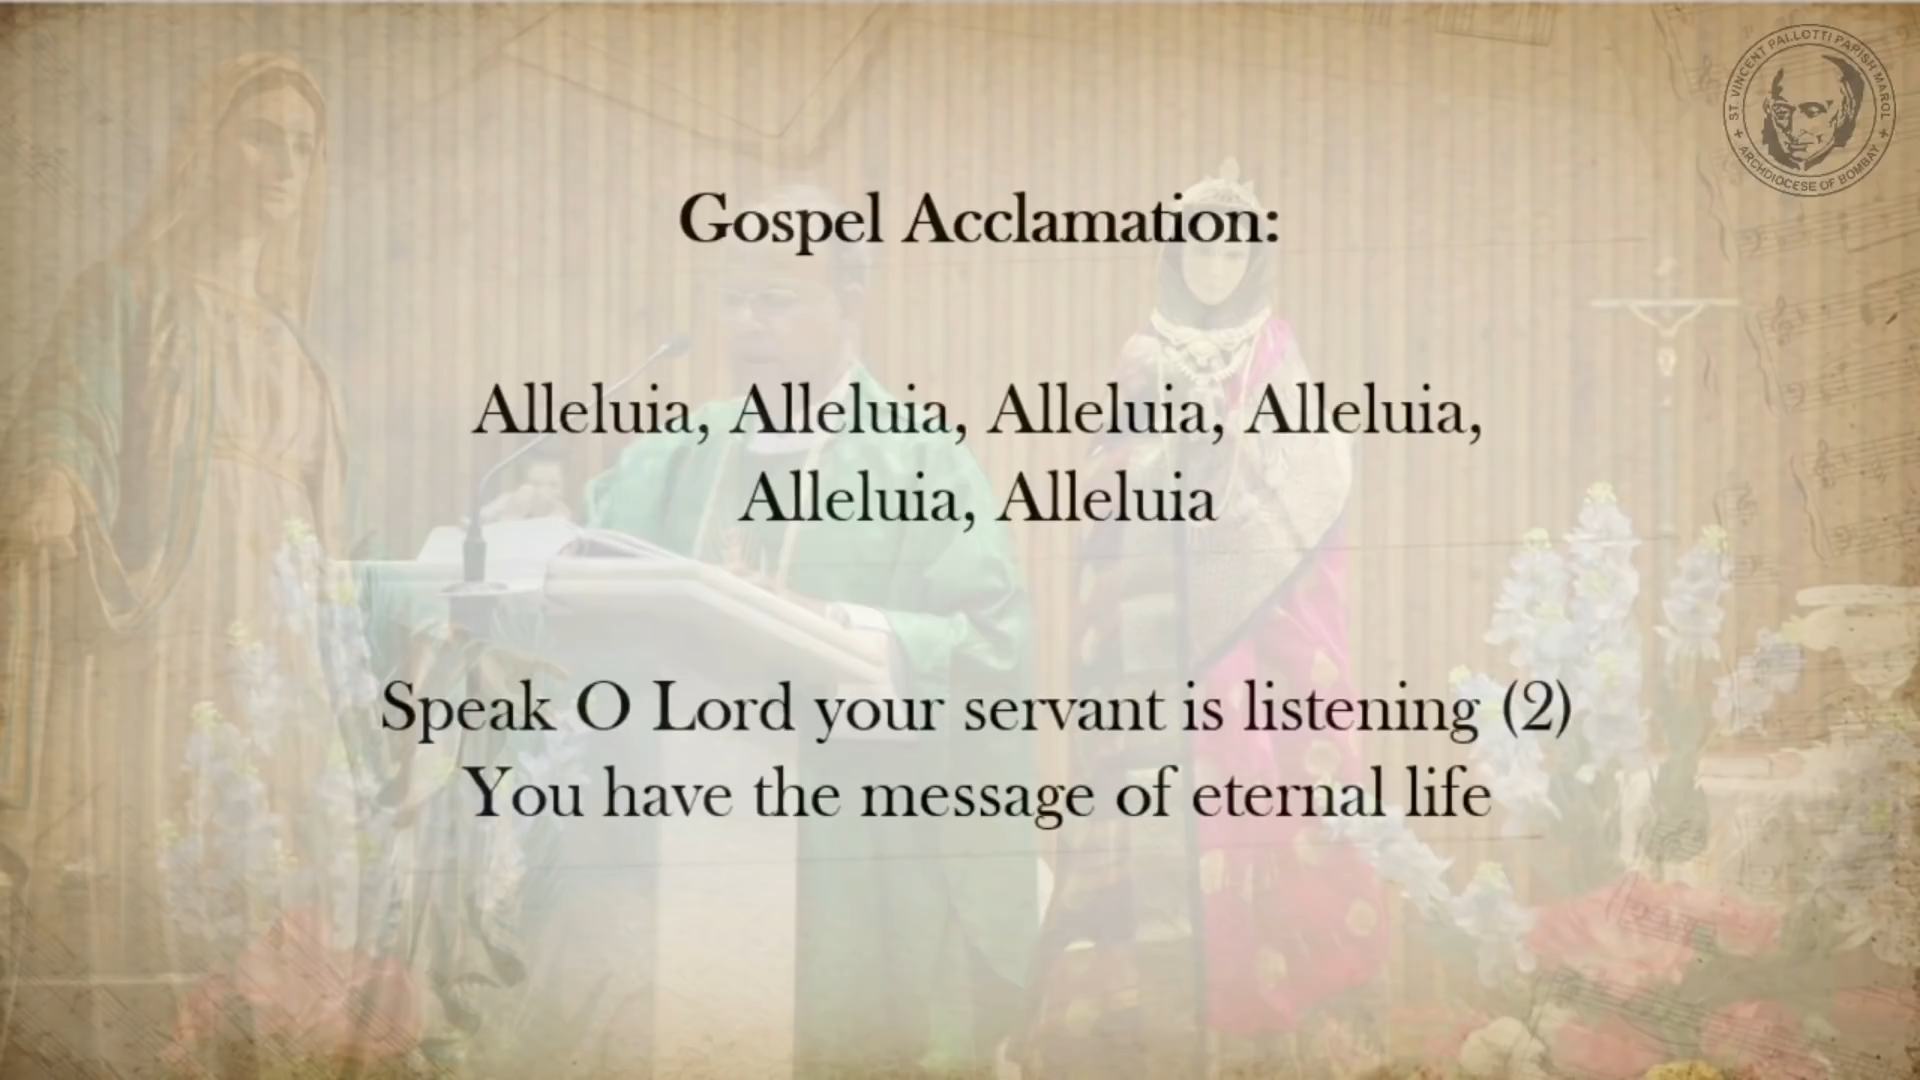 ST VINCENT PALLOTTI PARISH MAROL
ARCHDIOCESE OF BOMBAY
Gospel Acclamation:
Alleluia, Alleluia, Alleluia, Alleluia,
Alleluia, Alleluia
Speak O Lord your servant is listening (2)
You have the message of eternal life